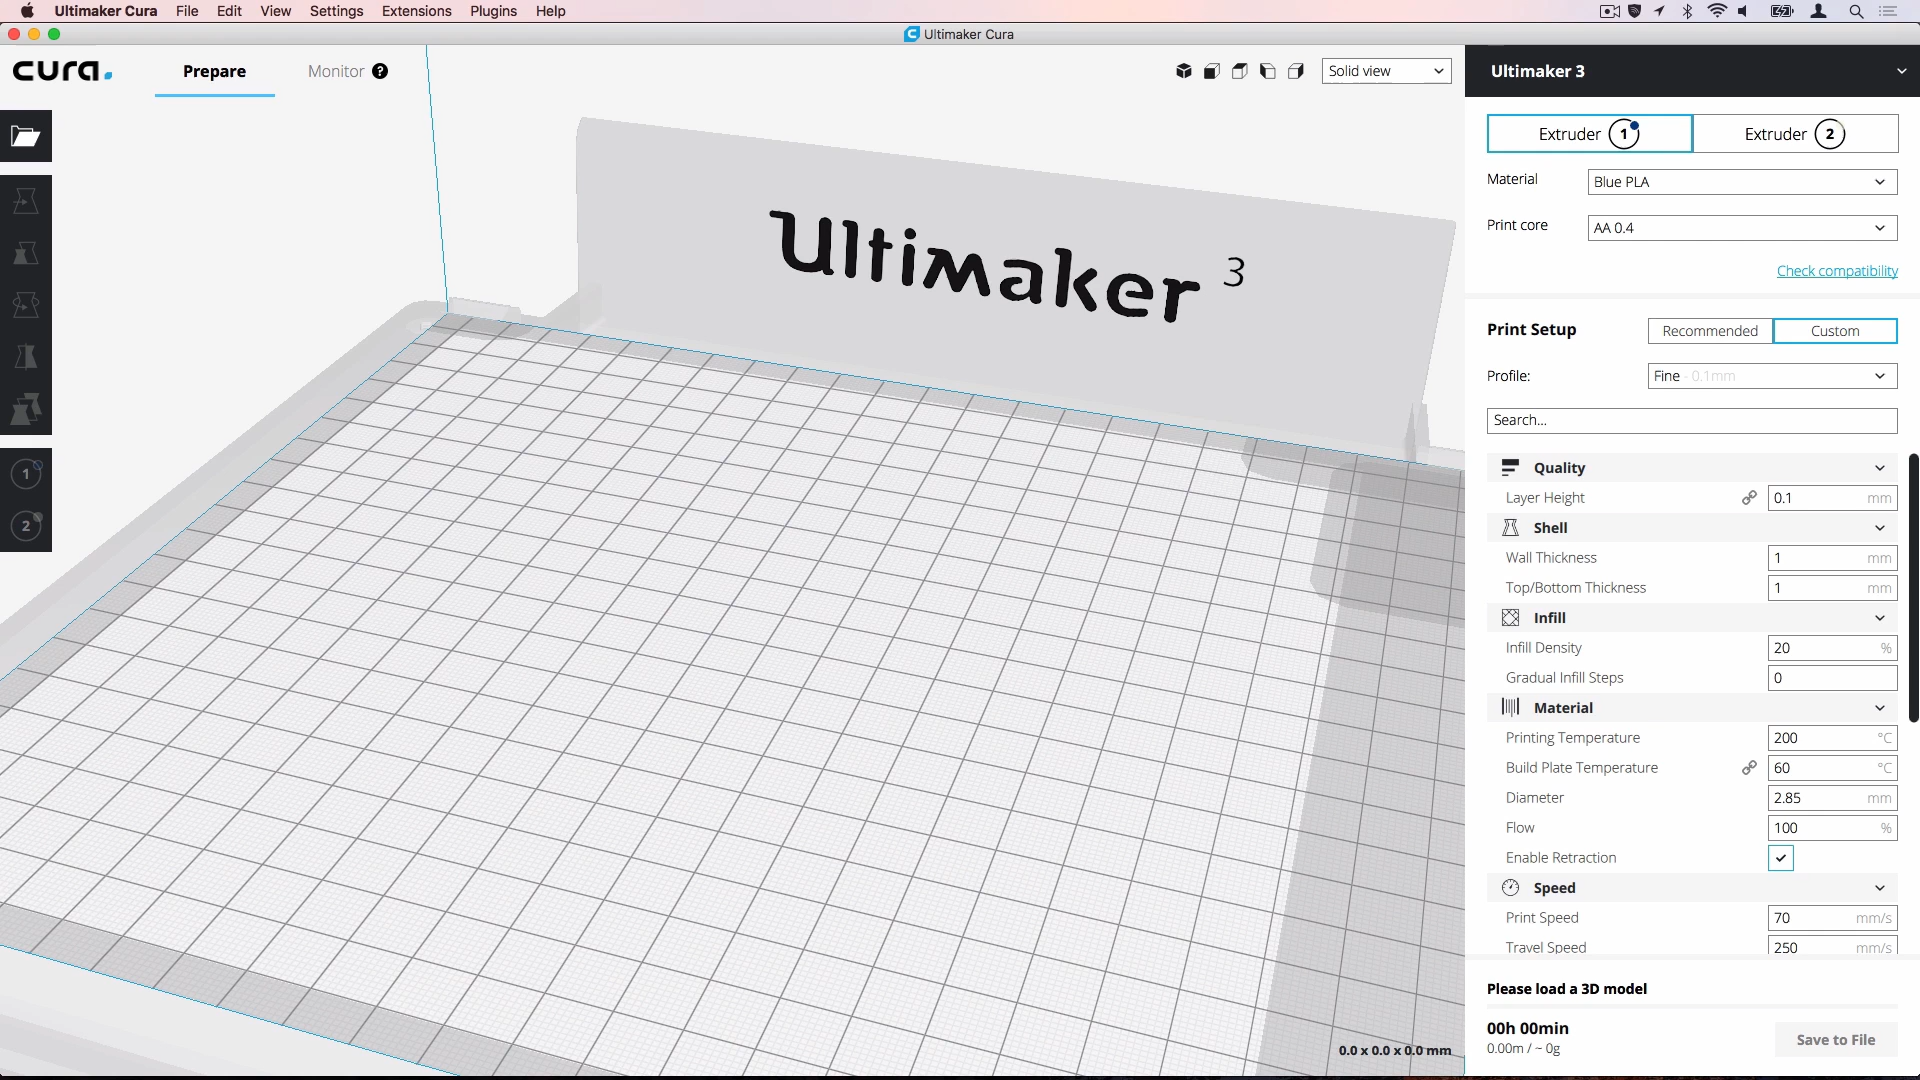 Ultimaker Cura File Edit View Settings Extensions Plugins Help
Ultimaker Cura
cura.
Prepare Monitor ?
Solid view
Ultimaker 3
Ultimaker 3
Extruder 1 Extruder 2
Material Blue PLA
Print core AA 0.4
Check compatibility
Print Setup Recommended Custom
Profile: Fine - 0.1mm
Search...
1
2
Quality
Layer Height 0.1 mm
Shell
Wall Thickness 1 mm
Top/Bottom Thickness 1 mm
Infill
Infill Density 20 %
Gradual Infill Steps 0
Material
Printing Temperature 200 °C
Build Plate Temperature 60 °C
Diameter 2.85 mm
Flow 100 %
Enable Retraction
Speed
Print Speed 70 mm/s
Travel Speed 250 mm/s
Please load a 3D model
00h 00min
0.00m / ~ 0g
Save to File
0.0 x 0.0 x 0.0 mm